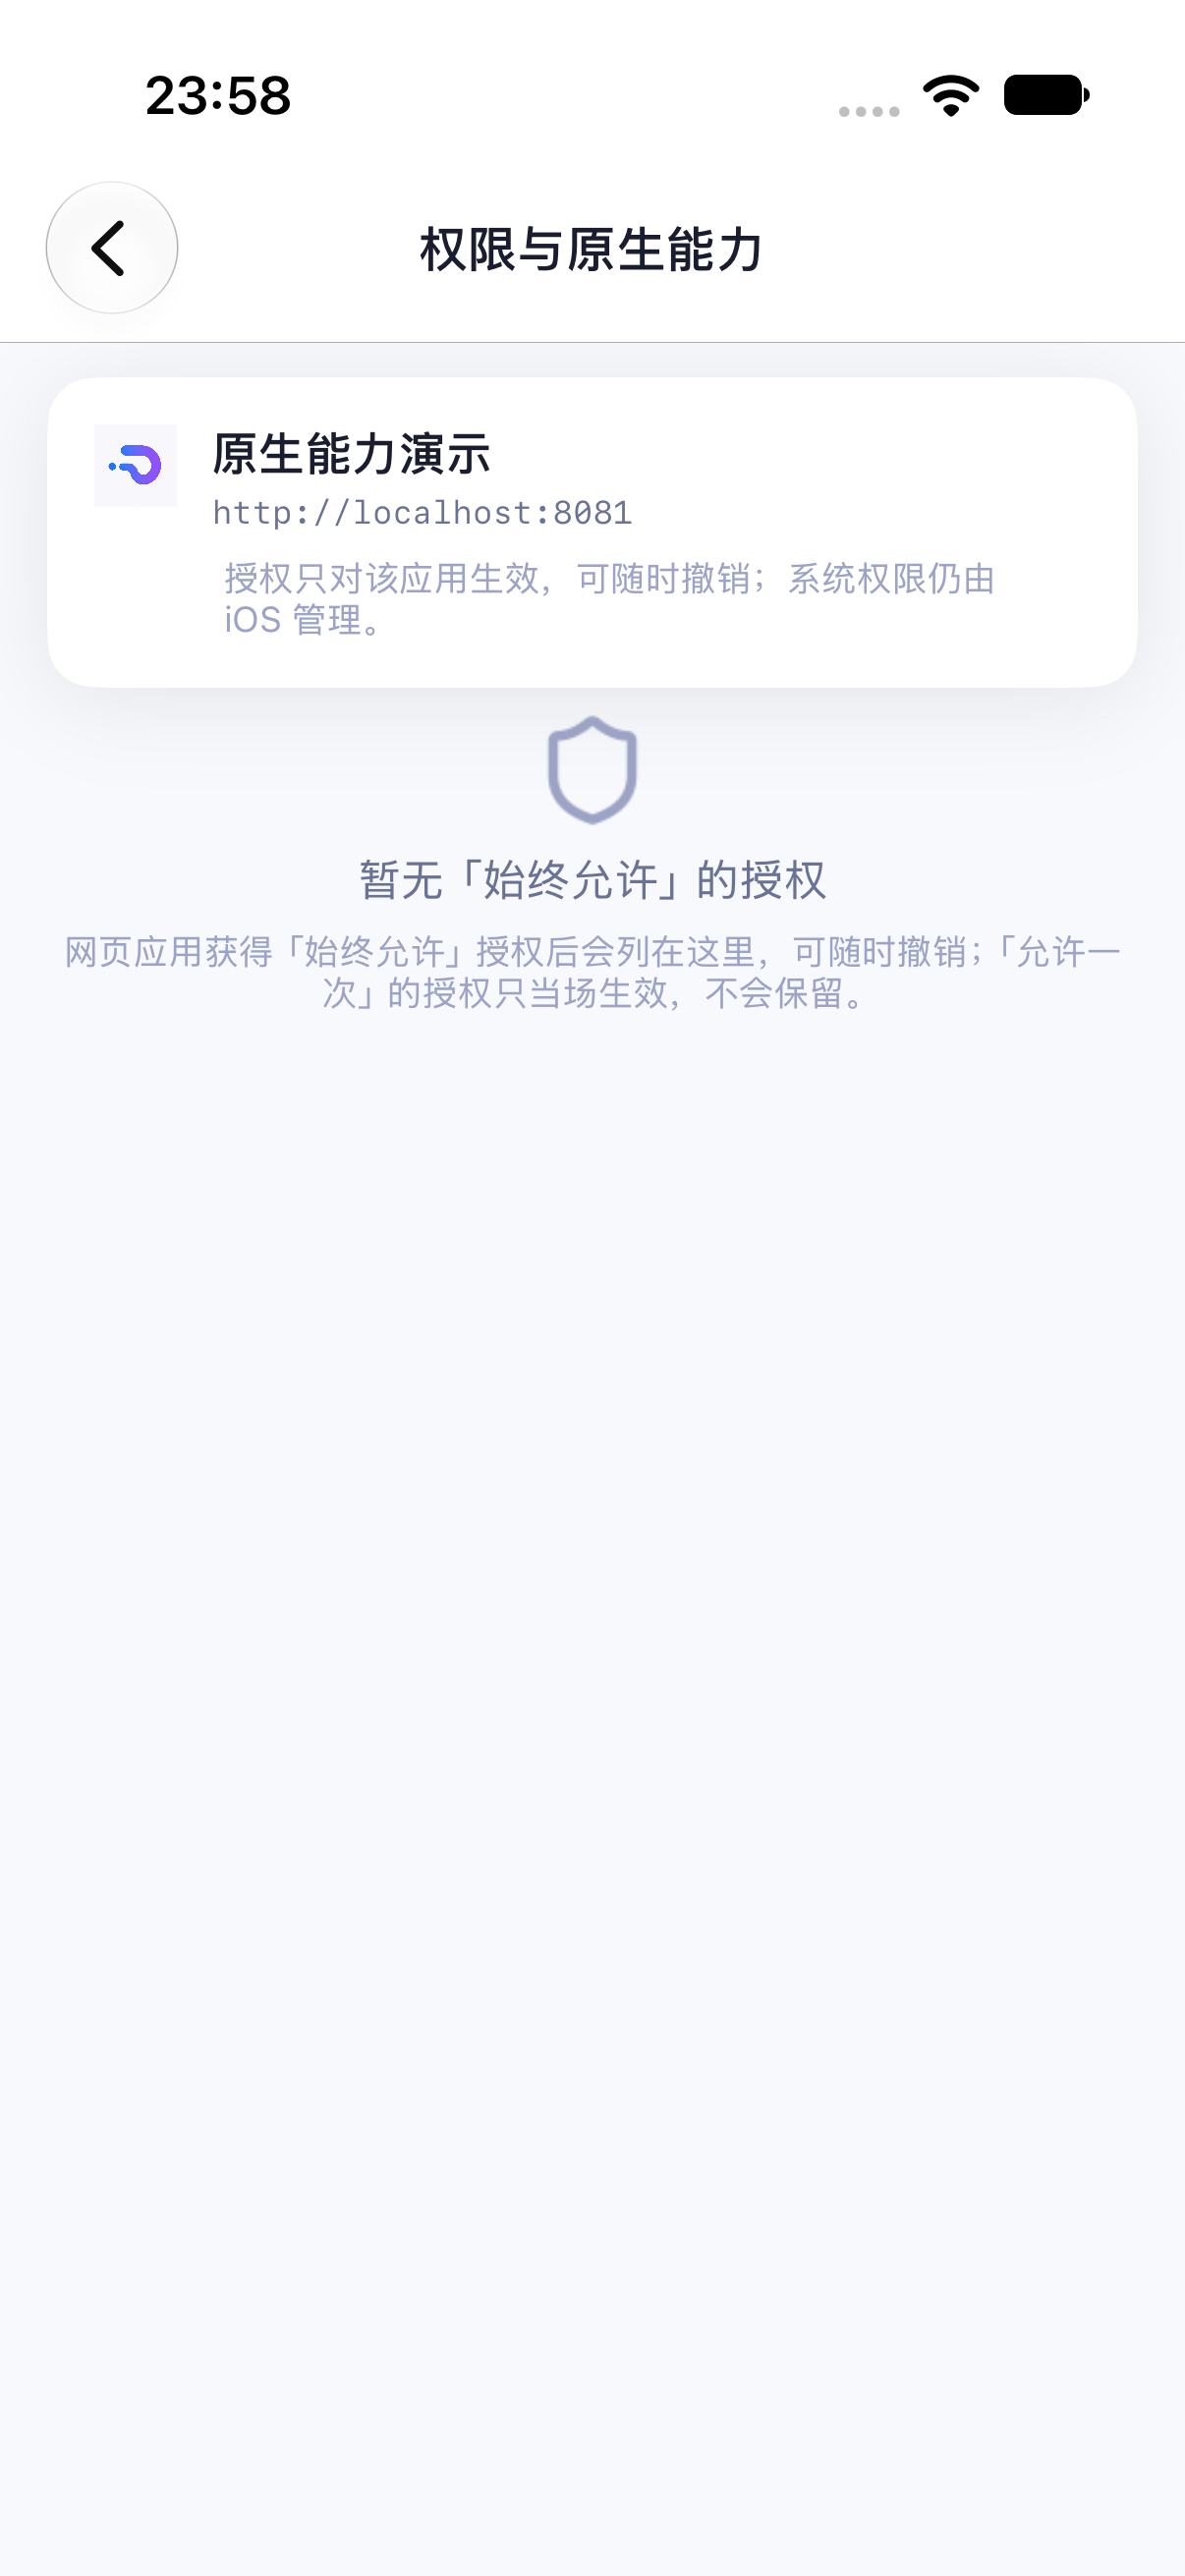 23:58
权限与原生能力
原生能力演示
http://localhost:8081
授权只对该应用生效，可随时撤销；系统权限仍由
iOS 管理。
暂无「始终允许」的授权
网页应用获得「始终允许」授权后会列在这里，可随时撤销；「允许一
次」的授权只当场生效，不会保留。